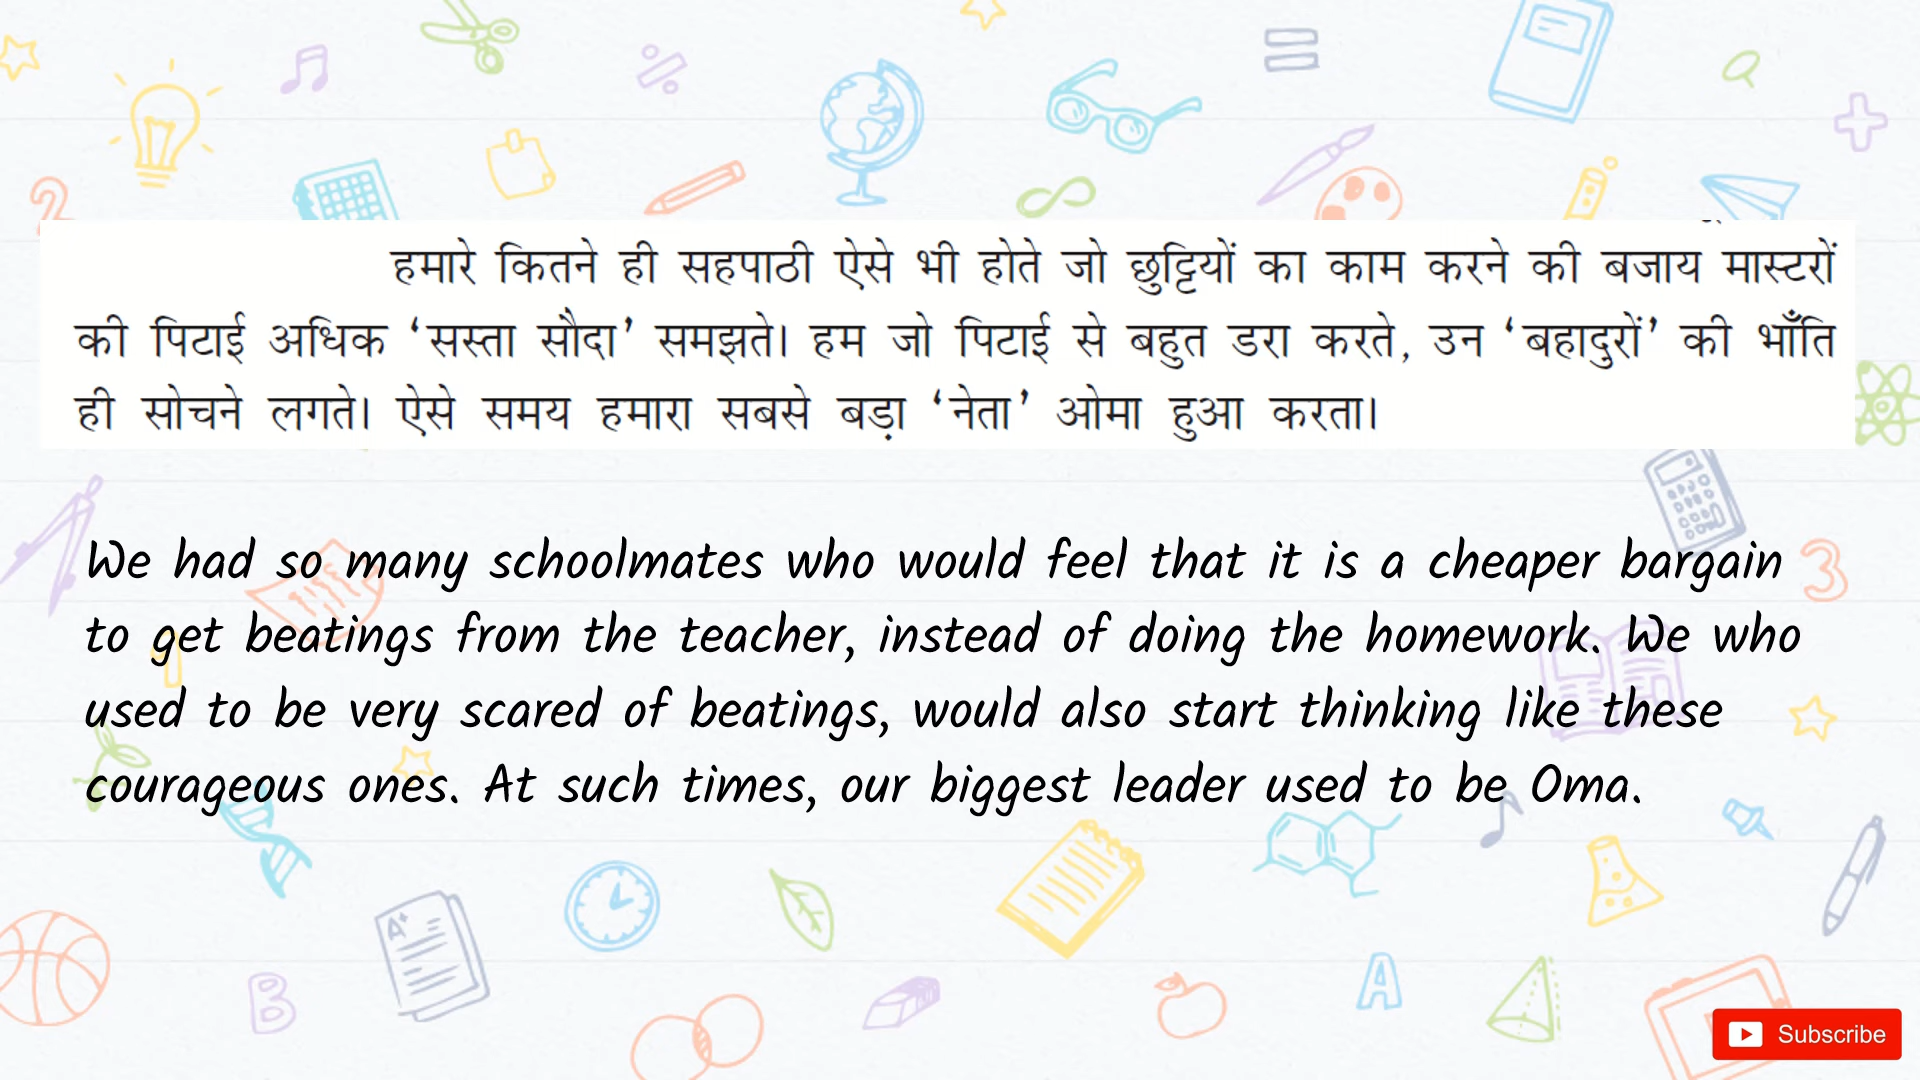 हमारे कितने ही सहपाठी ऐसे भी होते जो छुट्टियों का काम करने की बजाय मास्टरों
की पिटाई अधिक ‘सस्ता सौदा’ समझते। हम जो पिटाई से बहुत डरा करते, उन ‘बहादुरों’ की भाँति
ही सोचने लगते। ऐसे समय हमारा सबसे बड़ा ‘नेता’ ओमा हुआ करता।
We had so many schoolmates who would feel that it is a cheaper bargain
to get beatings from the teacher, instead of doing the homework. We who
used to be very scared of beatings, would also start thinking like these
courageous ones. At such times, our biggest leader used to be Oma.
2
3
1
A+
B
A
Subscribe